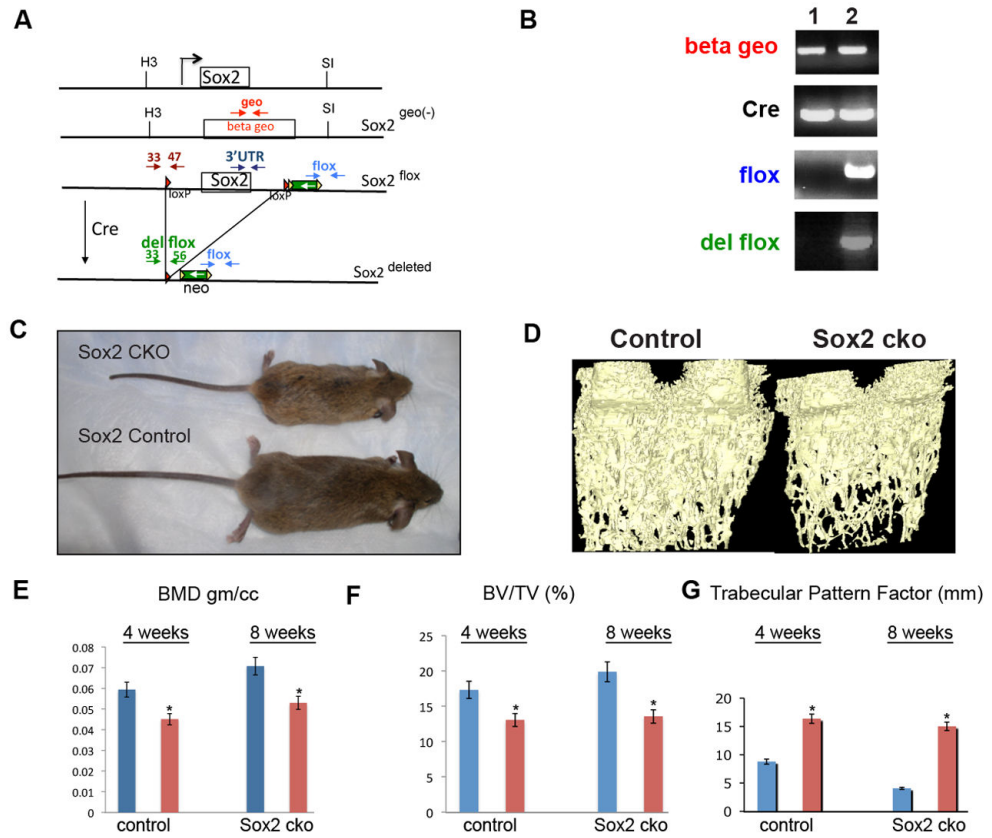 A
H3
SI
Sox2
geo
H3
SI
beta geo
Sox2 geo(-)
33 47
3'UTR
flox
Sox2
loxP
loxP
Sox2 flox
Cre
del flox
33 56
flox
neo
Sox2 deleted
B
1 2
beta geo
Cre
flox
del flox
C
Sox2 CKO
Sox2 Control
D
Control Sox2 cko
E
BMD gm/cc
4 weeks 8 weeks
0.08
0.07
0.06
0.05
0.04
0.03
0.02
0.01
0
* *
control Sox2 cko
F
BV/TV (%)
4 weeks 8 weeks
25
20
15
10
5
0
* *
control Sox2 cko
G Trabecular Pattern Factor (mm)
4 weeks 8 weeks
20
15
10
5
0
* *
control Sox2 cko